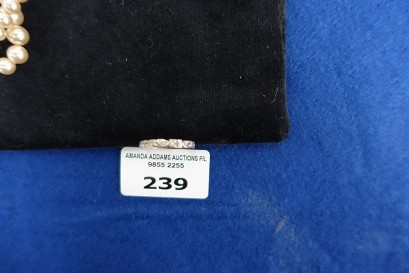 AMANDA ADDAMS AUCTIONS P/L
9855 2255
239